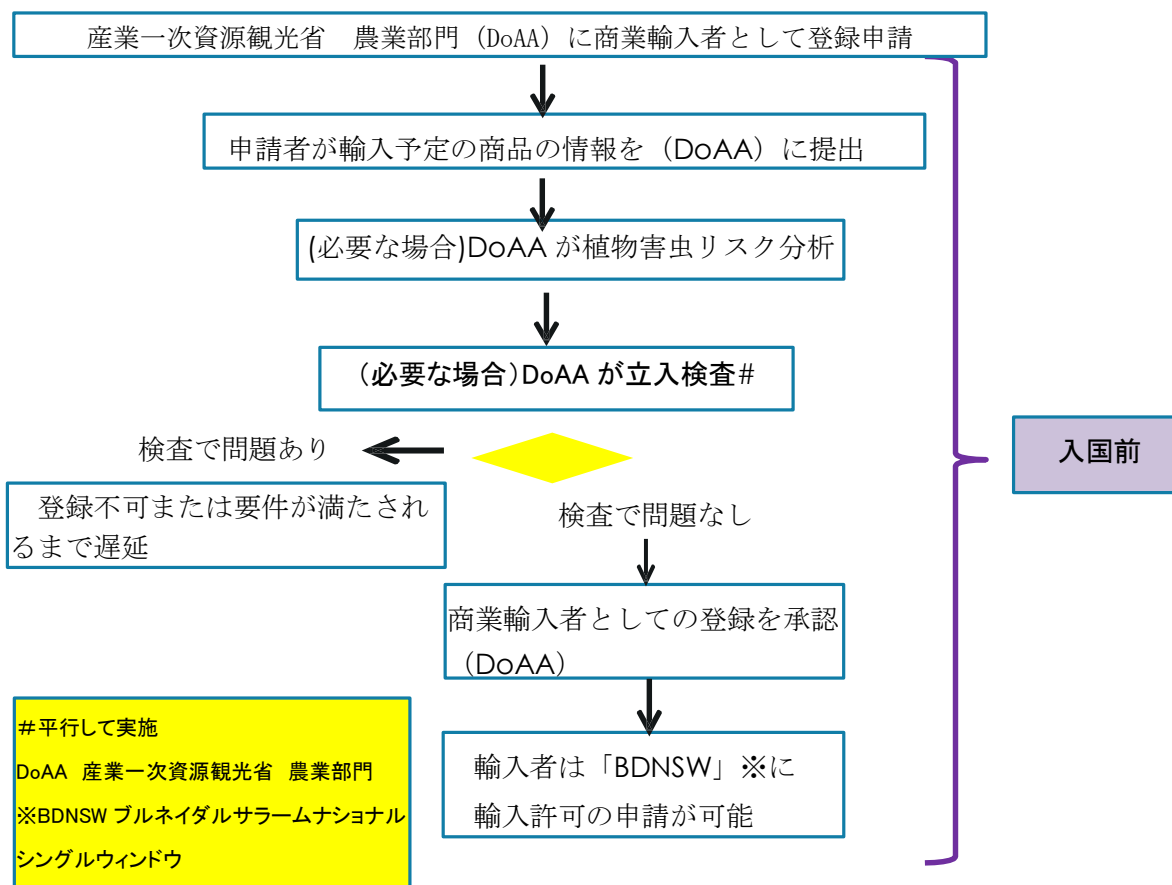 産業一次資源観光省　農業部門（DoAA）に商業輸入者として登録申請
申請者が輸入予定の商品の情報を（DoAA）に提出
(必要な場合)DoAA が植物害虫リスク分析
（必要な場合）DoAA が立入検査#
入国前
検査で問題あり
登録不可または要件が満たされ
るまで遅延
検査で問題なし
商業輸入者としての登録を承認
（DoAA）
輸入者は「BDNSW」※に
輸入許可の申請が可能
＃平行して実施
DoAA 産業一次資源観光省　農業部門
※BDNSW ブルネイダルサラームナショナル
シングルウィンドウ